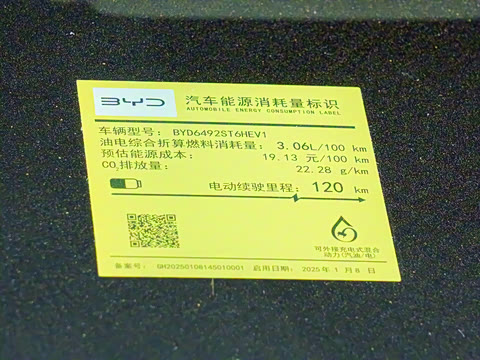 BYD 汽车能源消耗量标识
AUTOMOBILE ENERGY CONSUMPTION LABEL
车辆型号： BYD6492ST6HEV1
油电综合折算燃料消耗量： 3.06L/100 km
预估能源成本： 19.13 元/100 km
CO₂排放量： 22.28 g/km
电动续驶里程： 120 km
可外接充电式混合
动力(汽油/电)
备案号： GH20250108145010001 启用日期： 2025年 1 月 8 日